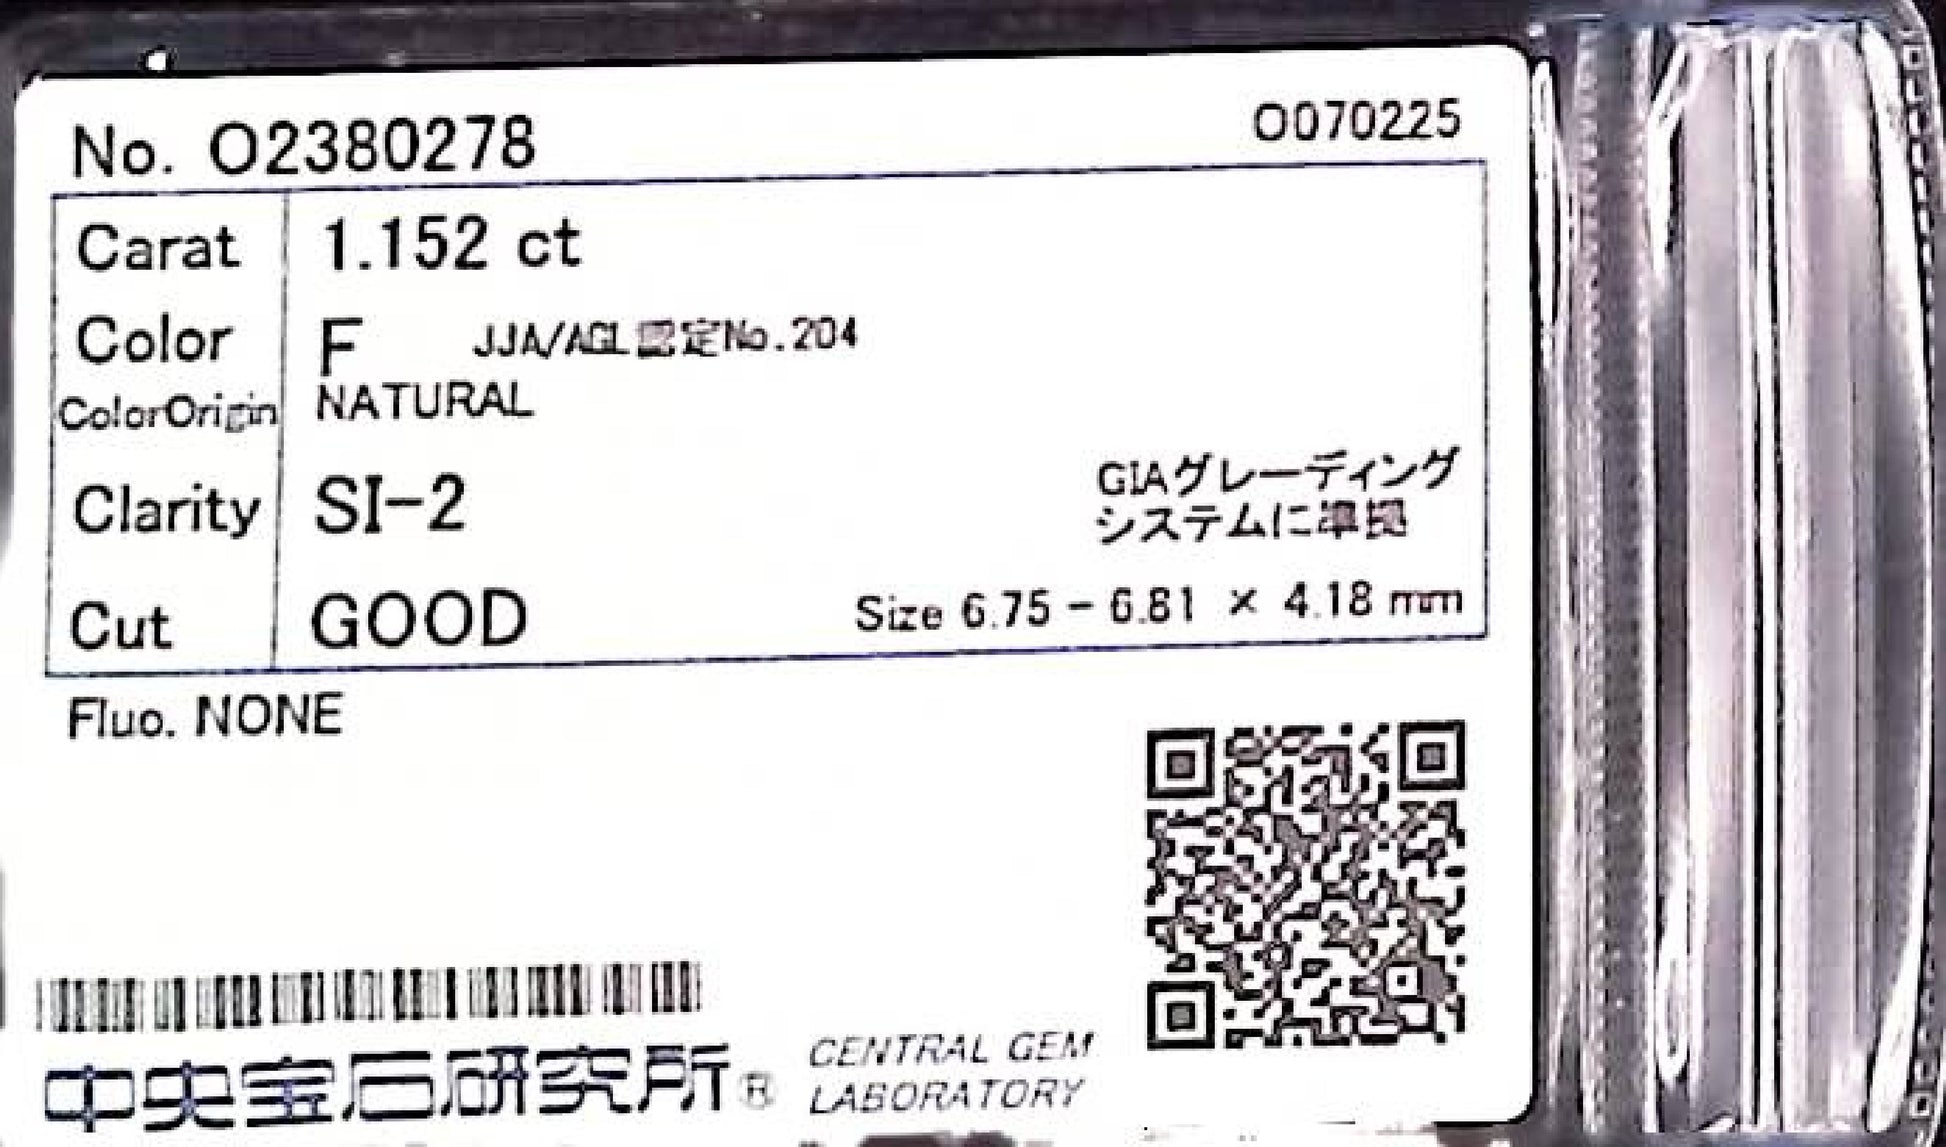 No. O2380278
O070225
Carat 1.152 ct
Color F JJA/AGL認定No.204
ColorOrigin NATURAL
Clarity SI-2
GIAグレーディング
システムに準拠
Cut GOOD
Size 6.75 - 6.81 × 4.18 mm
Fluo. NONE
中央宝石研究所®
CENTRAL GEM
LABORATORY